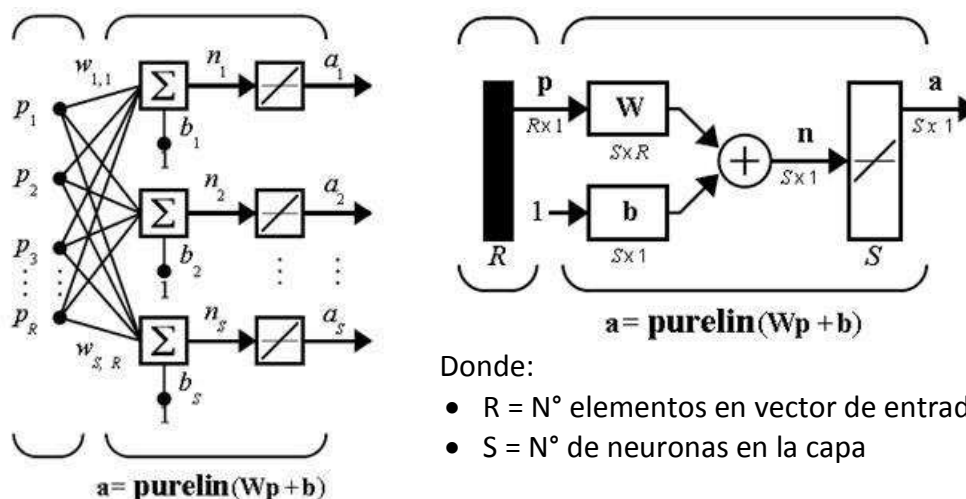 w1,1
p1
p2
p3
pR
wS, R
Σ
n1
a1
b1
1
Σ
n2
a2
b2
1
Σ
ns
as
bs
1
a = purelin(Wp + b)
p
R x 1
W
S x R
1
b
S x 1
n
S x 1
a
S x 1
R
S
a = purelin(Wp + b)
Donde:
• R = N° elementos en vector de entrad
• S = N° de neuronas en la capa